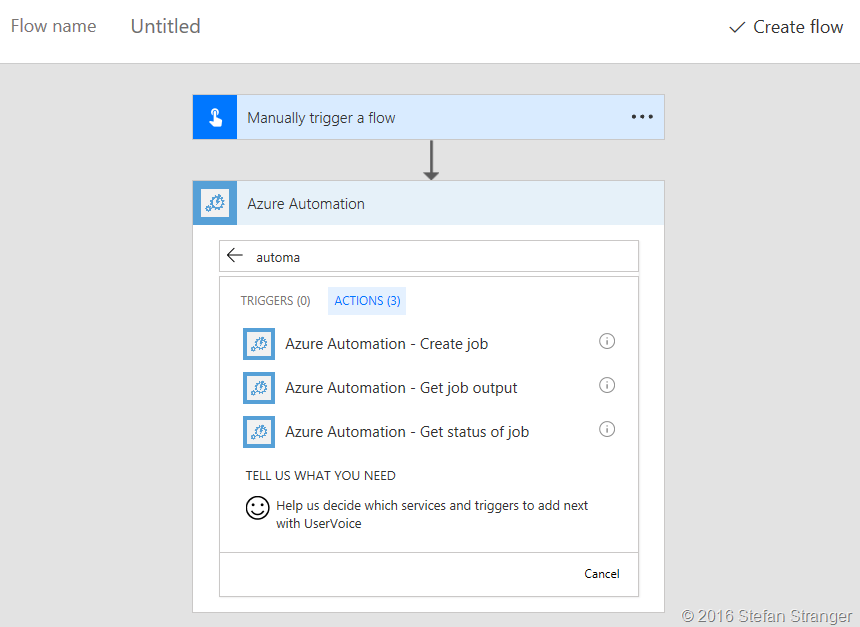 Flow name Untitled Create flow
Manually trigger a flow
Azure Automation
automa
TRIGGERS (0) ACTIONS (3)
Azure Automation - Create job
Azure Automation - Get job output
Azure Automation - Get status of job
TELL US WHAT YOU NEED
Help us decide which services and triggers to add next
with UserVoice
Cancel
© 2016 Stefan Stranger